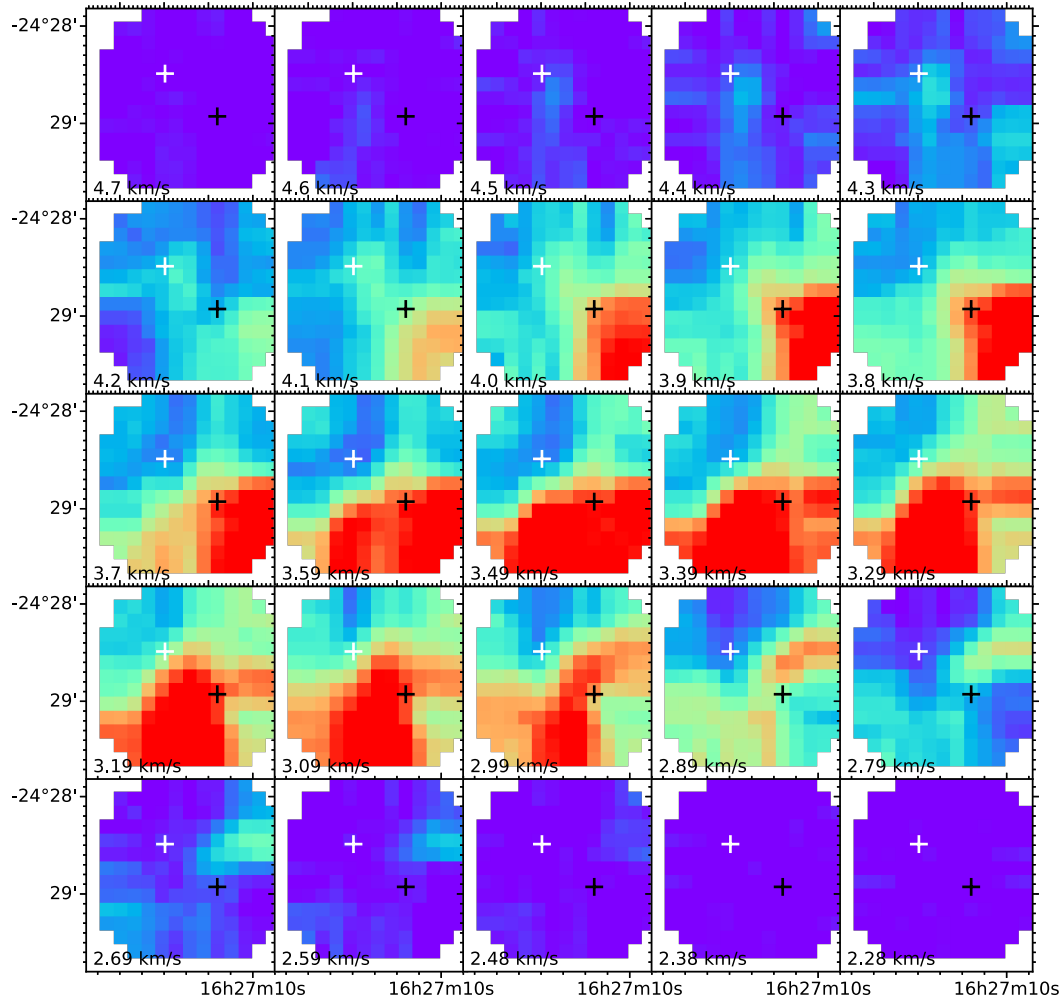 -24°28'
29'
4.7 km/s
4.6 km/s
4.5 km/s
4.4 km/s
4.3 km/s
-24°28'
29'
4.2 km/s
4.1 km/s
4.0 km/s
3.9 km/s
3.8 km/s
-24°28'
29'
3.7 km/s
3.59 km/s
3.49 km/s
3.39 km/s
3.29 km/s
-24°28'
29'
3.19 km/s
3.09 km/s
2.99 km/s
2.89 km/s
2.79 km/s
-24°28'
29'
2.69 km/s
2.59 km/s
2.48 km/s
2.38 km/s
2.28 km/s
16h27m10s 16h27m10s 16h27m10s 16h27m10s 16h27m10s